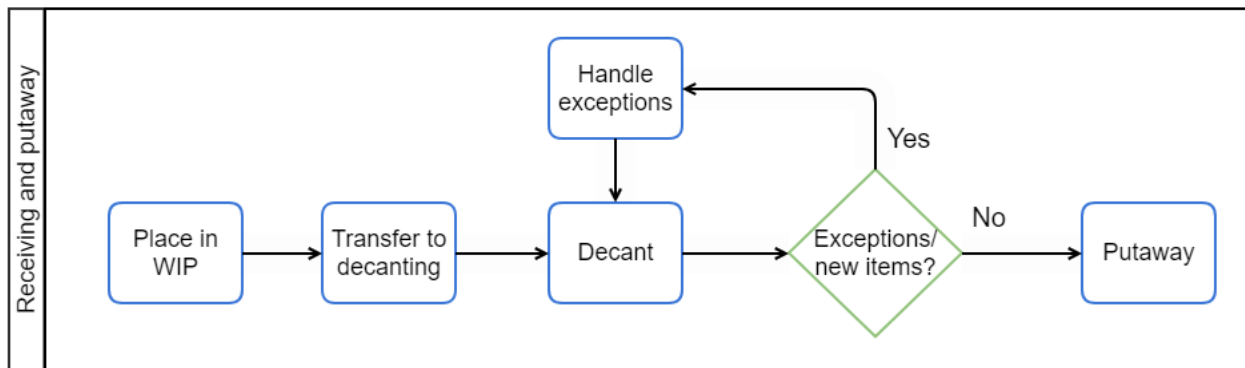 Receiving and putaway
Handle
exceptions
Yes
Place in
WIP
Transfer to
decanting
Decant
Exceptions/
new items?
No
Putaway